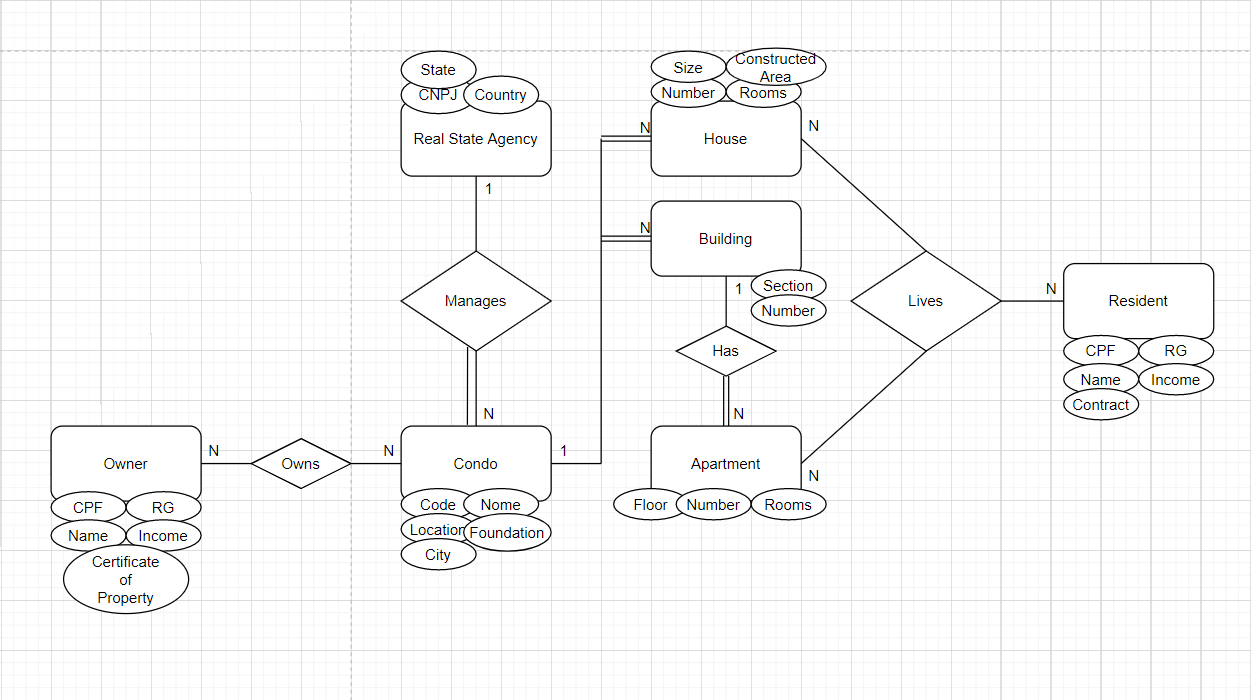 State
CNPJ
Country
Real State Agency
1
Manages
N
Size
Constructed
Area
Number
Rooms
N
House
N
N
Building
1
Section
Number
Has
N
Lives
N
Resident
CPF
RG
Name
Income
Contract
Owner
N
Owns
N
Condo
1
Apartment
N
CPF
RG
Name
Income
Certificate
of
Property
Code
Nome
Location
Foundation
City
Floor
Number
Rooms